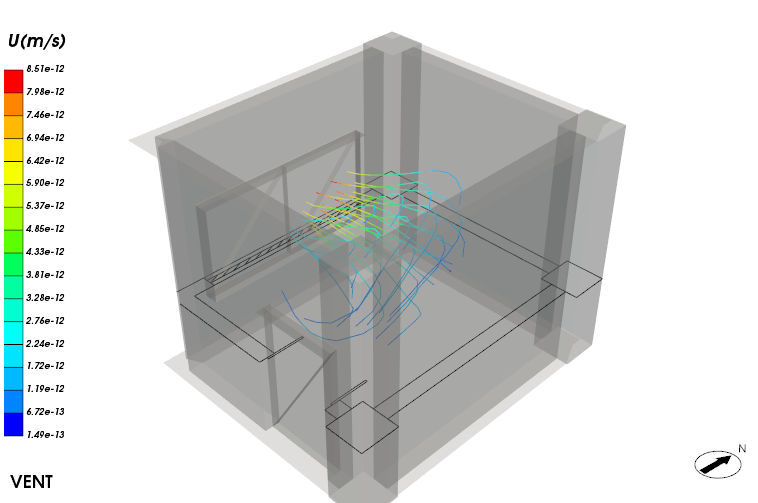 U(m/s)
8.51e-12
7.98e-12
7.46e-12
6.94e-12
6.42e-12
5.90e-12
5.37e-12
4.85e-12
4.33e-12
3.81e-12
3.28e-12
2.76e-12
2.24e-12
1.72e-12
1.19e-12
6.72e-13
1.49e-13
N
VENT